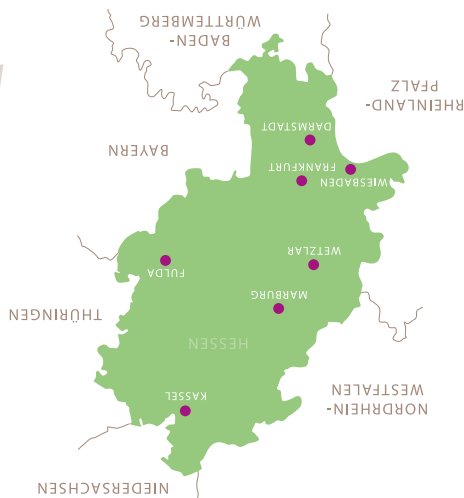 NIEDERSACHSEN
NORDRHEIN-
WESTFALEN
KASSEL
HESSEN
THÜRINGEN
MARBURG
FULDA
WETZLAR
WIESBADEN
FRANKFURT
BAYERN
DARMSTADT
RHEINLAND-
PFALZ
BADEN-
WÜRTTEMBERG